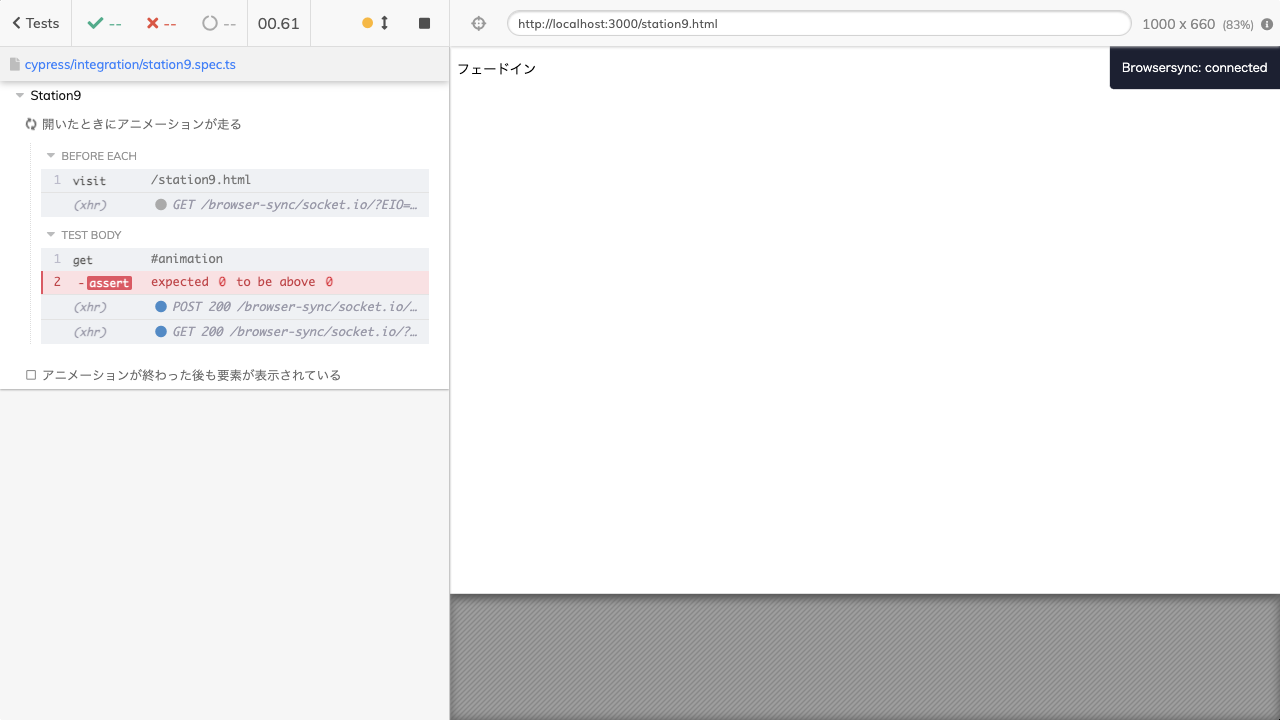 Tests -- -- -- 00.61
http://localhost:3000/station9.html 1000 x 660 (83%)
cypress/integration/station9.spec.ts
フェードイン
Browsersync: connected
Station9
開いたときにアニメーションが走る
BEFORE EACH
1 visit /station9.html
(xhr) GET /browser-sync/socket.io/?EIO=…
TEST BODY
1 get #animation
2 -assert expected 0 to be above 0
(xhr) POST 200 /browser-sync/socket.io/…
(xhr) GET 200 /browser-sync/socket.io/?…
アニメーションが終わった後も要素が表示されている